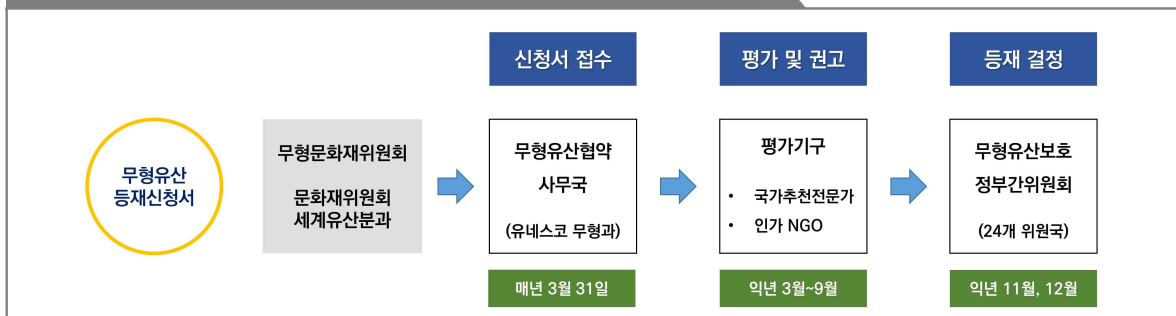 신청서 접수
평가 및 권고
등재 결정
무형유산
등재신청서
무형문화재위원회
문화재위원회
세계유산분과
무형유산협약
사무국
(유네스코 무형과)
평가기구
• 국가추천전문가
• 인가 NGO
무형유산보호
정부간위원회
(24개 위원국)
매년 3월 31일
익년 3월~9월
익년 11월, 12월